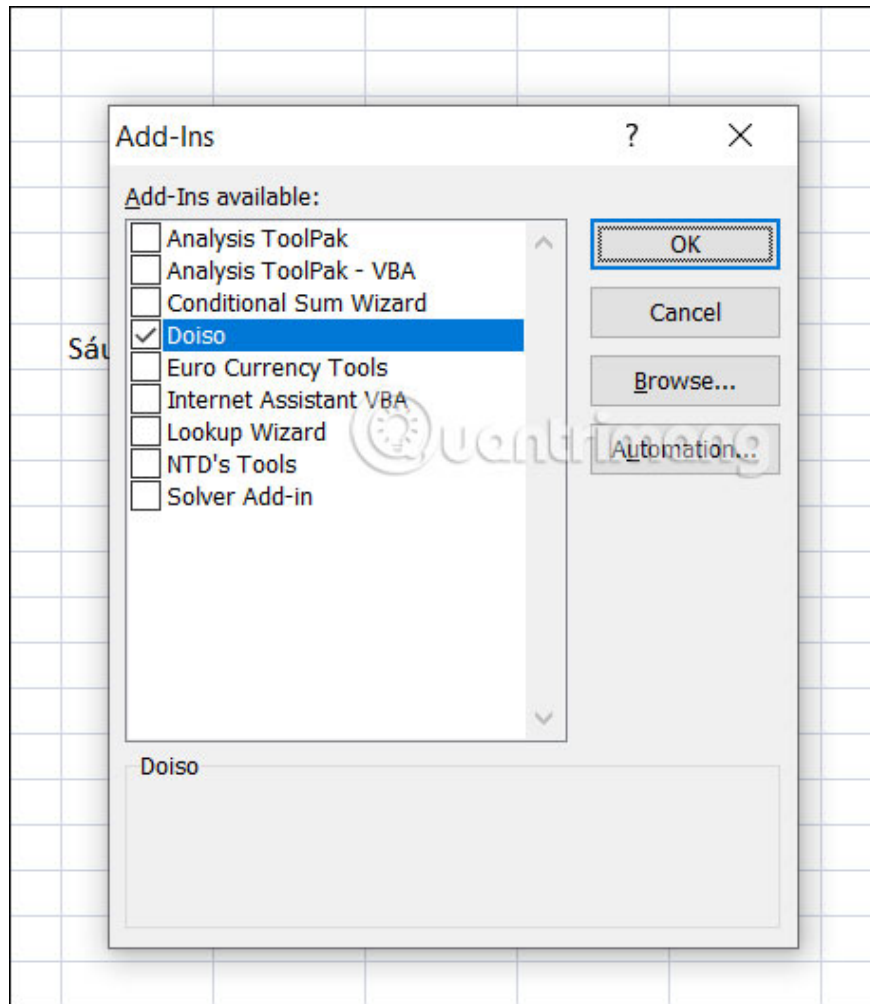 Add-Ins
?
Add-Ins available:
Analysis ToolPak
Analysis ToolPak - VBA
Conditional Sum Wizard
Doiso
Euro Currency Tools
Internet Assistant VBA
Lookup Wizard
NTD's Tools
Solver Add-in
OK
Cancel
Browse...
Automation...
Quantrimang
Doiso